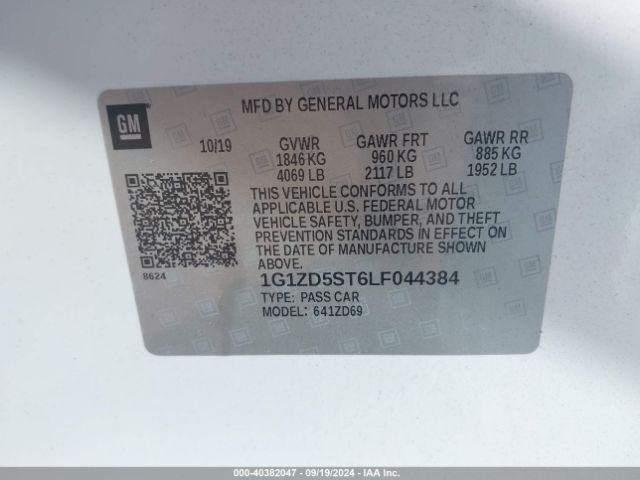 MFD BY GENERAL MOTORS LLC
GM
10/19 GVWR GAWR FRT GAWR RR
1846 KG 960 KG 885 KG
4069 LB 2117 LB 1952 LB
THIS VEHICLE CONFORMS TO ALL
APPLICABLE U.S. FEDERAL MOTOR
VEHICLE SAFETY, BUMPER, AND THEFT
PREVENTION STANDARDS IN EFFECT ON
THE DATE OF MANUFACTURE SHOWN
ABOVE.
8624
1G1ZD5ST6LF044384
TYPE: PASS CAR
MODEL: 641ZD69
000-40382047 - 09/19/2024 - IAA Inc.